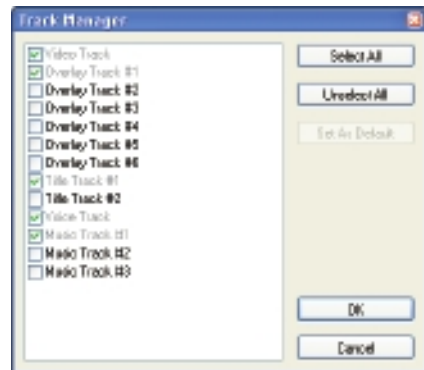 Track Manager
Video Track
Overlay Track #1
Overlay Track #2
Overlay Track #3
Overlay Track #4
Overlay Track #5
Overlay Track #6
Title Track #1
Title Track #2
Voice Track
Music Track #1
Music Track #2
Music Track #3
Select All
Unselect All
Set As Default
OK
Cancel